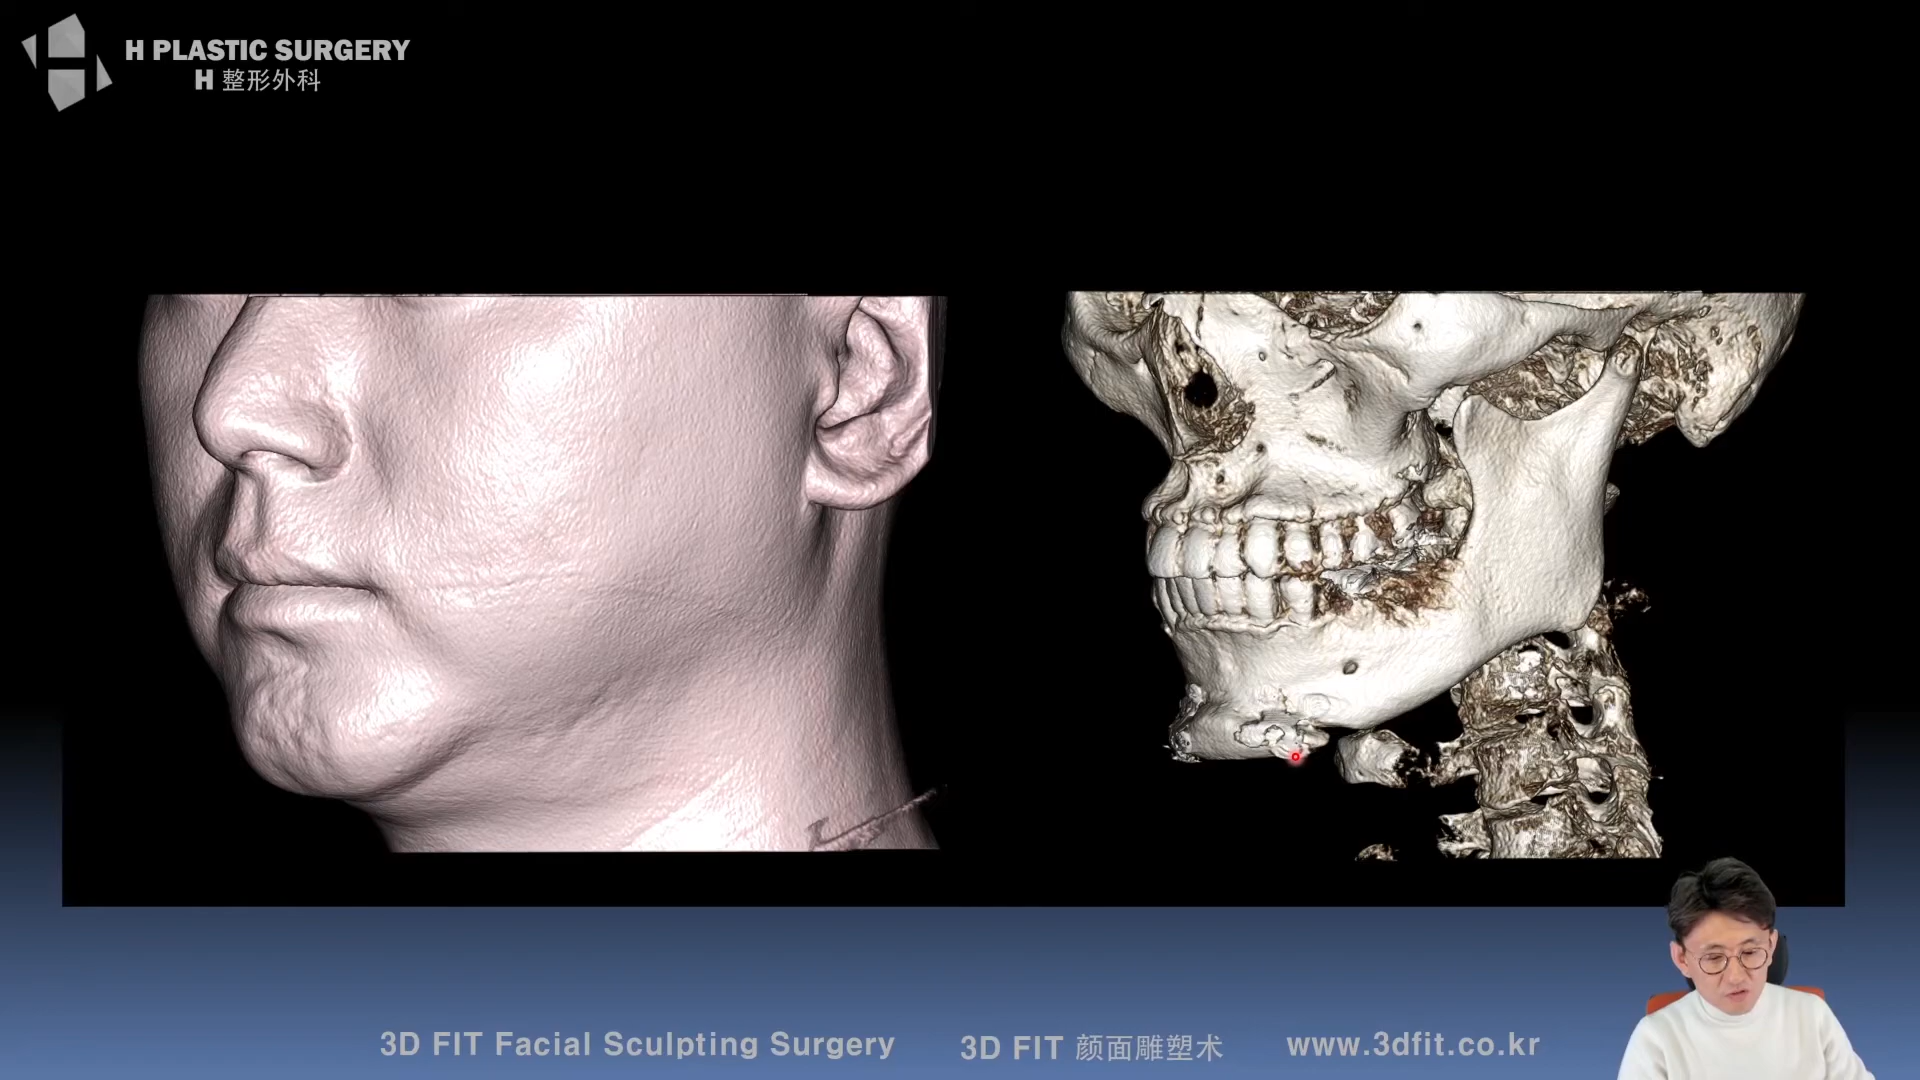 H PLASTIC SURGERY
H 整形外科
3D FIT Facial Sculpting Surgery 3D FIT 颜面雕塑术 www.3dfit.co.kr